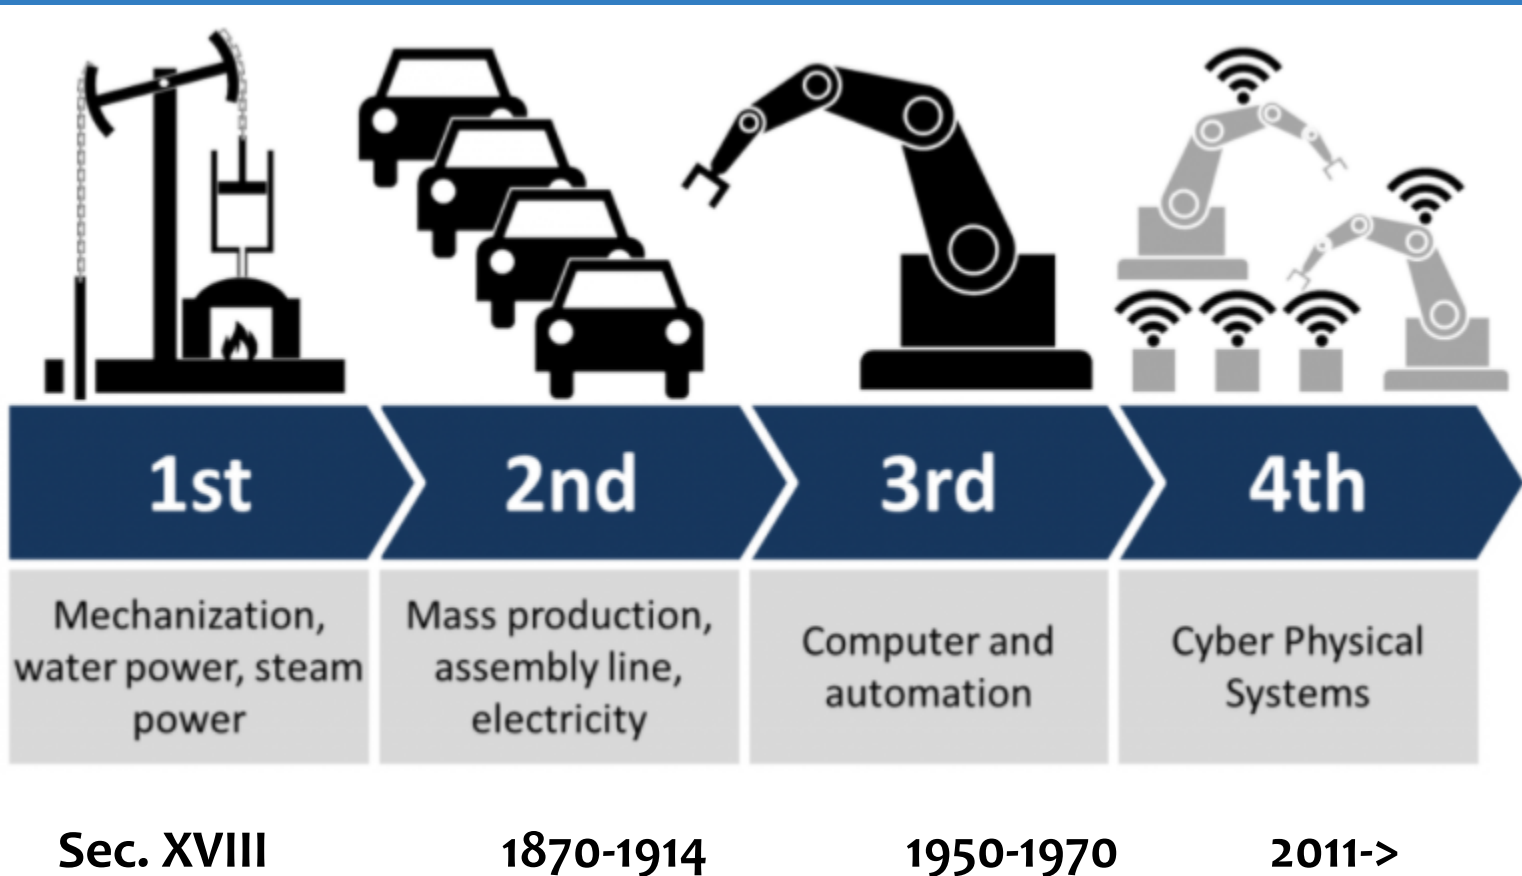 1st
2nd
3rd
4th
Mechanization,
water power, steam
power
Mass production,
assembly line,
electricity
Computer and
automation
Cyber Physical
Systems
Sec. XVIII
1870-1914
1950-1970
2011->